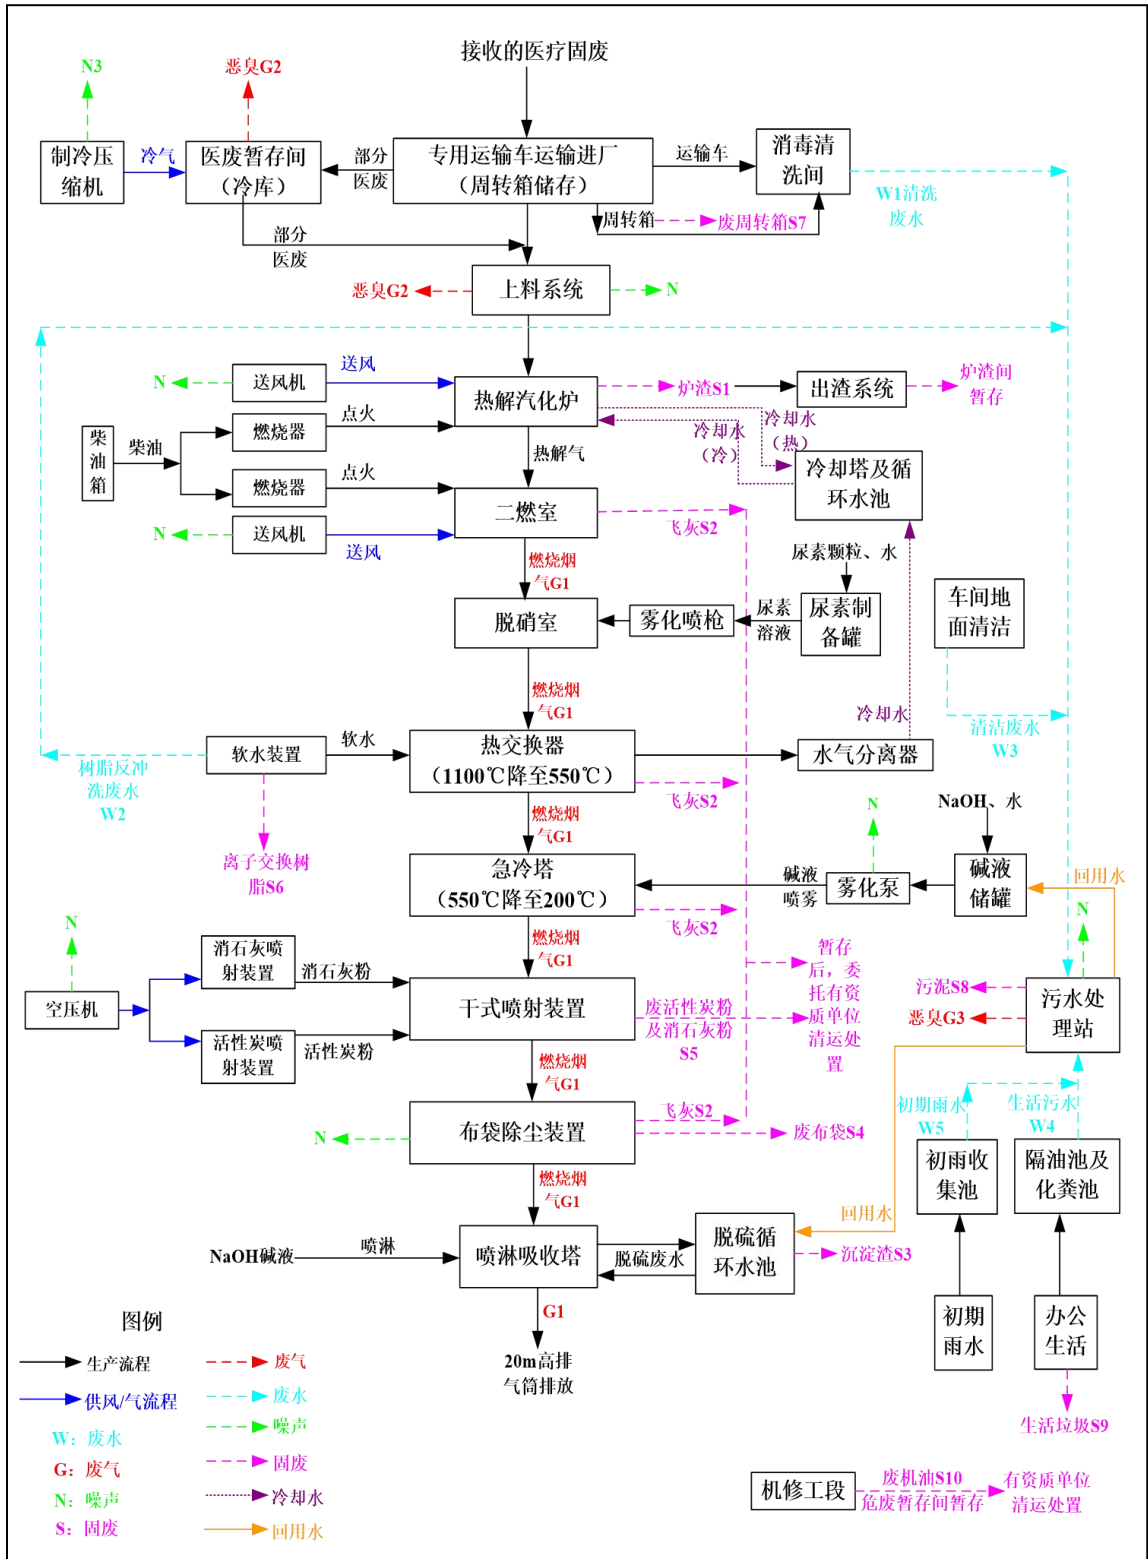 接收的医疗固废
N3
恶臭G2
制冷压
缩机
冷气
医废暂存间
（冷库）
部分
医废
专用运输车运输进厂
（周转箱储存）
运输车
消毒清
洗间
W1清洗
废水
周转箱
废周转箱S7
部分
医废
恶臭G2
上料系统
N
N
送风机
送风
热解汽化炉
炉渣S1
出渣系统
炉渣间
暂存
柴
油
箱
柴油
燃烧器
点火
冷却水
（冷）
冷却水
（热）
热解气
冷却塔及循
环水池
燃烧器
点火
二燃室
飞灰S2
N
送风机
送风
燃烧烟
气G1
尿素颗粒、水
脱硝室
雾化喷枪
尿素
溶液
尿素制
备罐
车间地
面清洁
燃烧烟
气G1
冷却水
清洁废水
W3
树脂反冲
洗废水
W2
软水装置
软水
热交换器
（1100℃降至550℃）
水气分离器
飞灰S2
离子交换树
脂S6
燃烧烟
气G1
N
NaOH、水
急冷塔
（550℃降至200℃）
碱液
喷雾
雾化泵
碱液
储罐
回用水
飞灰S2
N
N
燃烧烟
气G1
空压机
消石灰喷
射装置
消石灰粉
活性炭喷
射装置
活性炭粉
干式喷射装置
废活性炭粉
及消石灰粉
S5
暂存
后，委
托有资
质单位
清运处
置
污泥S8
恶臭G3
污水处
理站
燃烧烟
气G1
N
布袋除尘装置
飞灰S2
废布袋S4
初期雨水
W5
生活污水
W4
初雨收
集池
隔油池及
化粪池
燃烧烟
气G1
回用水
NaOH碱液
喷淋
喷淋吸收塔
脱硫废水
脱硫循
环水池
沉淀渣S3
初期
雨水
办公
生活
G1
20m高排
气筒排放
生活垃圾S9
图例
生产流程
供风/气流程
W：废水
G：废气
N：噪声
S：固废
废气
废水
噪声
固废
冷却水
回用水
机修工段
废机油S10
危废暂存间暂存
有资质单位
清运处置